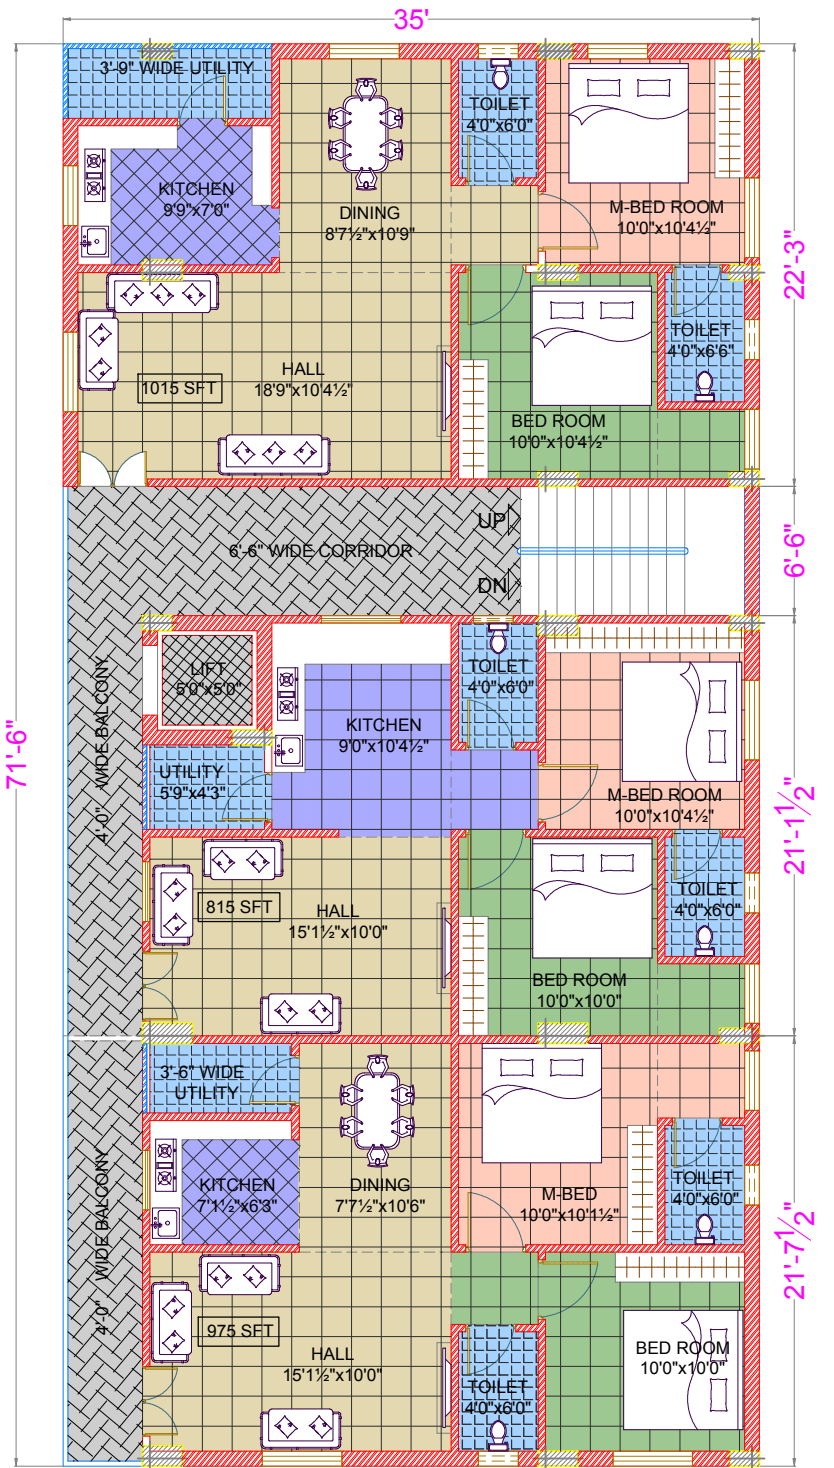 35'
3'-9" WIDE UTILITY
TOILET
4'0"x6'0"
KITCHEN
9'9"x7'0"
DINING
8'7½"x10'9"
M-BED ROOM
10'0"x10'4½"
22'-3"
TOILET
4'0"x6'6"
HALL
18'9"x10'4½"
1015 SFT
BED ROOM
10'0"x10'4½"
UP
6'-6" WIDE CORRIDOR
DN
6'-6"
71'-6"
LIFT
5'0"x5'0"
TOILET
4'0"x6'0"
4'-0" WIDE BALCONY
KITCHEN
9'0"x10'4½"
UTILITY
5'9"x4'3"
M-BED ROOM
10'0"x10'4½"
21'-1½"
TOILET
4'0"x6'0"
815 SFT
HALL
15'1½"x10'0"
BED ROOM
10'0"x10'0"
3'-6" WIDE
UTILITY
4'-0" WIDE BALCONY
KITCHEN
7'1½"x6'3"
DINING
7'7½"x10'6"
M-BED
10'0"x10'1½"
TOILET
4'0"x6'0"
21'-7½"
975 SFT
HALL
15'1½"x10'0"
BED ROOM
10'0"x10'0"
TOILET
4'0"x6'0"